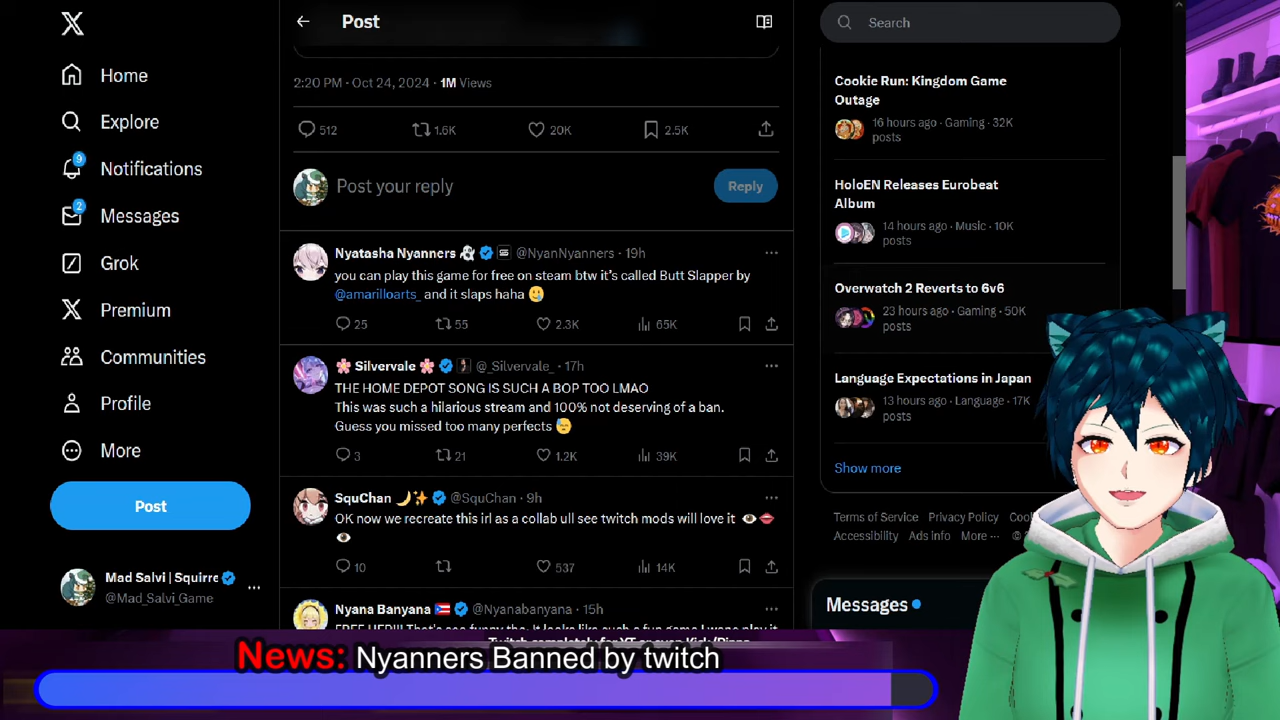 Home
Explore
9
Notifications
2
Messages
Grok
Premium
Communities
Profile
More
Post
Mad Salvi | Squirre
@Mad_Salvi_Game
Post
2:20 PM · Oct 24, 2024 · 1M Views
512 1.6K 20K 2.5K
Post your reply
Reply
Nyatasha Nyanners @NyanNyanners · 19h
you can play this game for free on steam btw it's called Butt Slapper by
@amarilloarts_ and it slaps haha 🥲
25 55 2.3K 65K
🌸 Silvervale 🌸 @_Silvervale_ · 17h
THE HOME DEPOT SONG IS SUCH A BOP TOO LMAO
This was such a hilarious stream and 100% not deserving of a ban.
Guess you missed too many perfects 😓
3 21 1.2K 39K
SquChan 🌙✨ @SquChan · 9h
OK now we recreate this irl as a collab ull see twitch mods will love it 👁️👄
👁️
10 537 14K
Nyana Banyana 🇵🇷 @Nyanabanyana · 15h
Search
Cookie Run: Kingdom Game
Outage
16 hours ago · Gaming · 32K
posts
HoloEN Releases Eurobeat
Album
14 hours ago · Music · 10K
posts
Overwatch 2 Reverts to 6v6
23 hours ago · Gaming · 50K
posts
Language Expectations in Japan
13 hours ago · Language · 17K
posts
Show more
Terms of Service Privacy Policy
Accessibility Ads info More ··· ©
Messages
News: Nyanners Banned by twitch